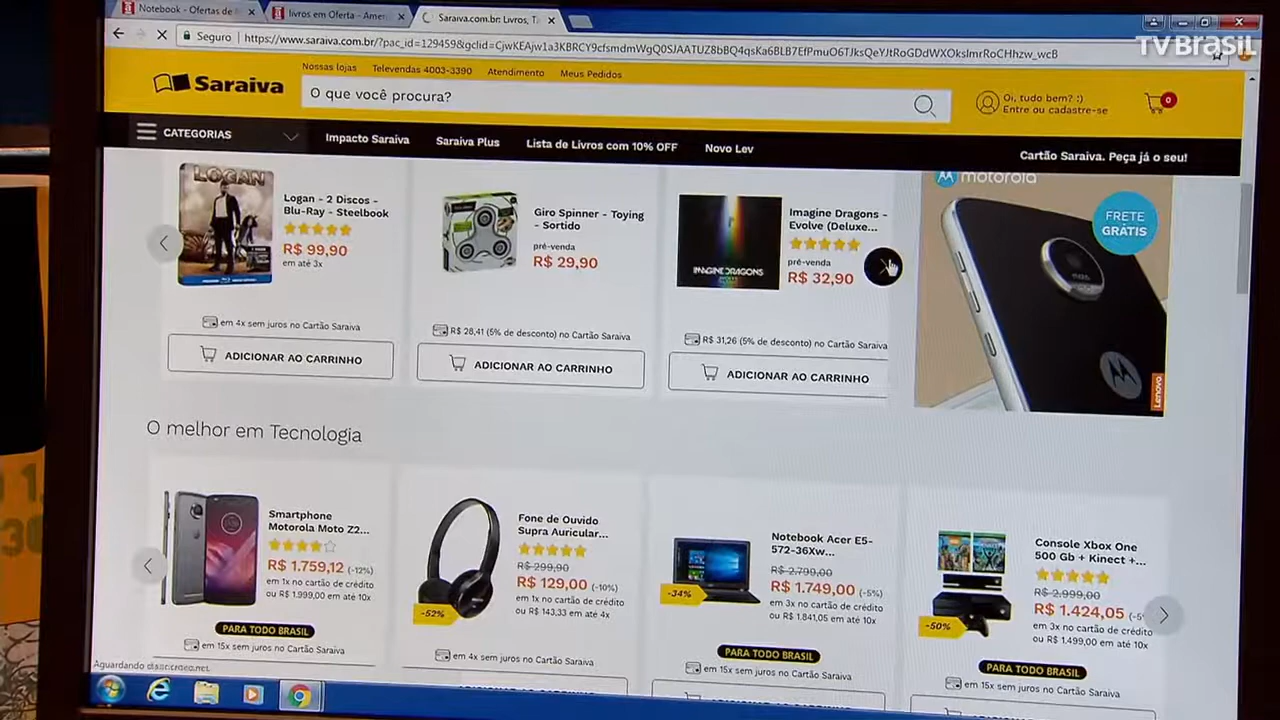 Notebook - Ofertas de
livros em Oferta - Amer
Saraiva.com.br: Livros, T
Seguro
https://www.saraiva.com.br/?pac_id=129459&gclid=
TVBRASIL
Nossas lojas
Televendas 4003-3390
Atendimento
Meus Pedidos
Saraiva
O que você procura?
Oi, tudo bem? :)
Entre ou cadastre-se
0
CATEGORIAS
Impacto Saraiva
Saraiva Plus
Lista de Livros com 10% OFF
Novo Lev
Cartão Saraiva. Peça já o seu!
LOGAN
Logan - 2 Discos -
Blu-Ray - Steelbook
R$ 99,90
em até 3x
em 4x sem juros no Cartão Saraiva
ADICIONAR AO CARRINHO
Giro Spinner - Toying
- Sortido
pré-venda
R$ 29,90
R$ 28,41 (5% de desconto) no Cartão Saraiva
ADICIONAR AO CARRINHO
IMAGINE DRAGONS
Imagine Dragons -
Evolve (Deluxe...
pré-venda
R$ 32,90
R$ 31,26 (5% de desconto) no Cartão Saraiva
ADICIONAR AO CARRINHO
motorola
FRETE
GRÁTIS
Lenovo
O melhor em Tecnologia
Smartphone
Motorola Moto Z2...
R$ 1.759,12 (-12%)
em 1x no cartão de crédito
ou R$ 1.999,00 em até 10x
PARA TODO BRASIL
em 15x sem juros no Cartão Saraiva
-52%
Fone de Ouvido
Supra Auricular...
R$ 299,90
R$ 129,00 (-10%)
em 1x no cartão de crédito
ou R$ 143,33 em até 4x
em 4x sem juros no Cartão Saraiva
-34%
Notebook Acer E5-
572-36Xw...
R$ 2.799,00
R$ 1.749,00 (-5%)
em 3x no cartão de crédito
ou R$ 1.841,05 em até 10x
PARA TODO BRASIL
em 15x sem juros no Cartão Saraiva
-50%
Console Xbox One
500 Gb + Kinect +...
R$ 2.999,00
R$ 1.424,05
em 3x no cartão de crédito
ou R$ 1.499,00 em até 10x
PARA TODO BRASIL
em 15x sem juros no Cartão Saraiva
Aguardando